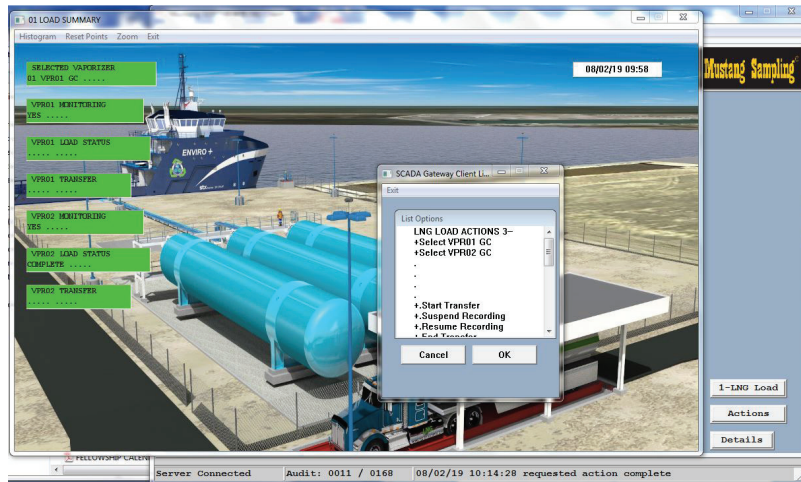 01 LOAD SUMMARY
Histogram Reset Points Zoom Exit
SELECTED VAPORIZER
01 VPR01 GC .....
VPR01 MONITORING
YES .....
VPR01 LOAD STATUS
..... .....
VPR01 TRANSFER
..... .....
VPR02 MONITORING
YES .....
VPR02 LOAD STATUS
COMPLETE .....
VPR02 TRANSFER
..... .....
08/02/19 09:58
Mustang Sampling
ENVIRO +
SCADA Gateway Client Li...
Exit
List Options
LNG LOAD ACTIONS 3–
+Select VPR01 GC
+Select VPR02 GC
.
.
.
.
+.Start Transfer
+.Suspend Recording
+.Resume Recording
+.End Transfer
Cancel OK
1-LNG Load
Actions
Details
FELLOWSHIP CALEN
Server Connected Audit: 0011 / 0168 08/02/19 10:14:28 requested action complete